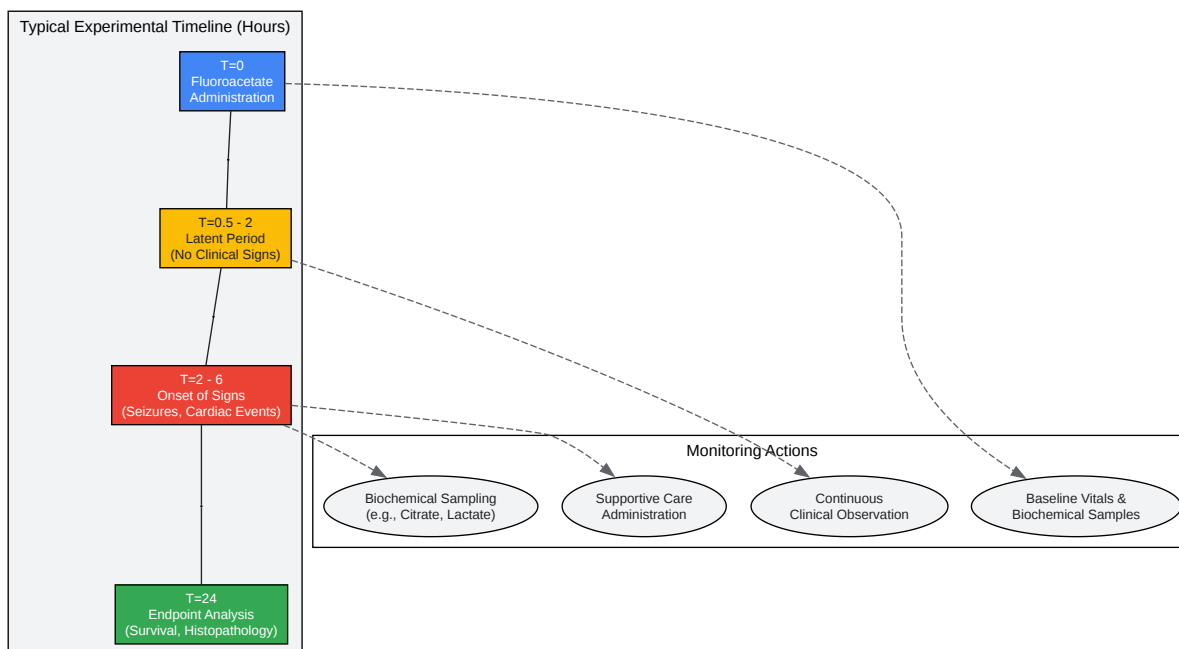 Typical Experimental Timeline (Hours)
T=0
Fluoroacetate
Administration
T=0.5 - 2
Latent Period
(No Clinical Signs)
T=2 - 6
Onset of Signs
(Seizures, Cardiac Events)
T=24
Endpoint Analysis
(Survival, Histopathology)
Monitoring Actions
Biochemical Sampling
(e.g., Citrate, Lactate)
Supportive Care
Administration
Continuous
Clinical Observation
Baseline Vitals &
Biochemical Samples